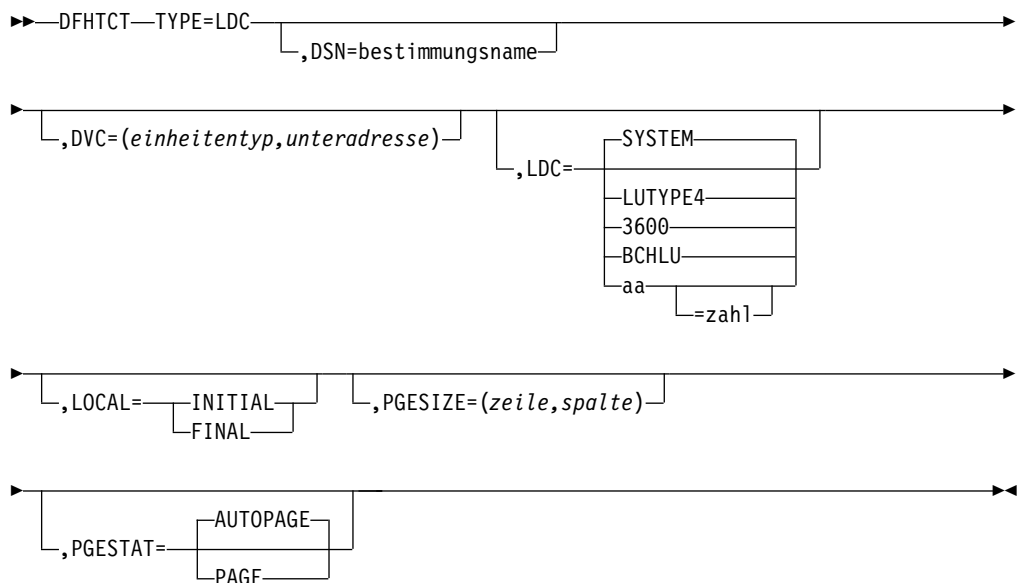 DFHTCT TYPE=LDC
,DSN=bestimmungsname
,DVC=(einheitentyp,unteradresse)
,LDC=
SYSTEM
LUTYPE4
3600
BCHLU
aa
=zahl
,LOCAL=
INITIAL
FINAL
,PGESIZE=(zeile,spalte)
,PGESTAT=
AUTOPAGE
PAGE